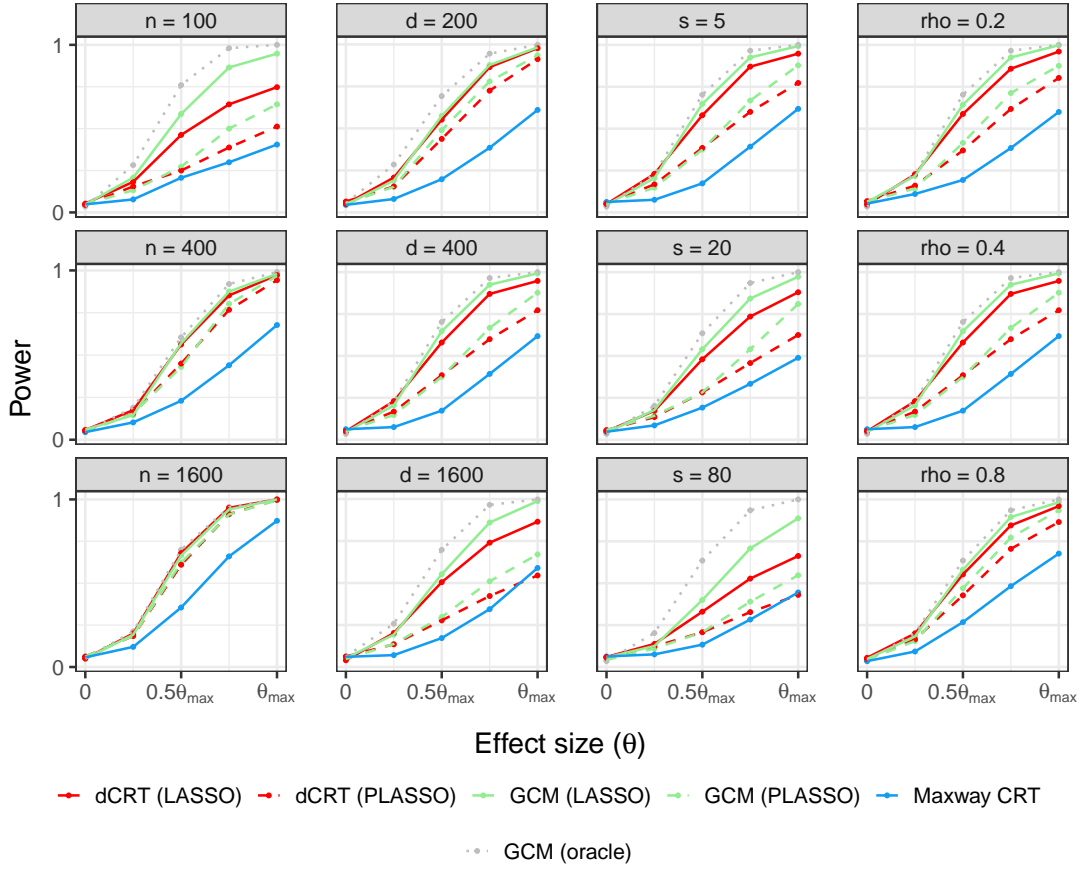 n = 100 d = 200 s = 5 rho = 0.2
1
0
n = 400 d = 400 s = 20 rho = 0.4
1
0
Power
n = 1600 d = 1600 s = 80 rho = 0.8
1
0
0 0.5θmax θmax 0 0.5θmax θmax 0 0.5θmax θmax 0 0.5θmax θmax
Effect size (θ)
dCRT (LASSO) dCRT (PLASSO) GCM (LASSO) GCM (PLASSO) Maxway CRT
GCM (oracle)